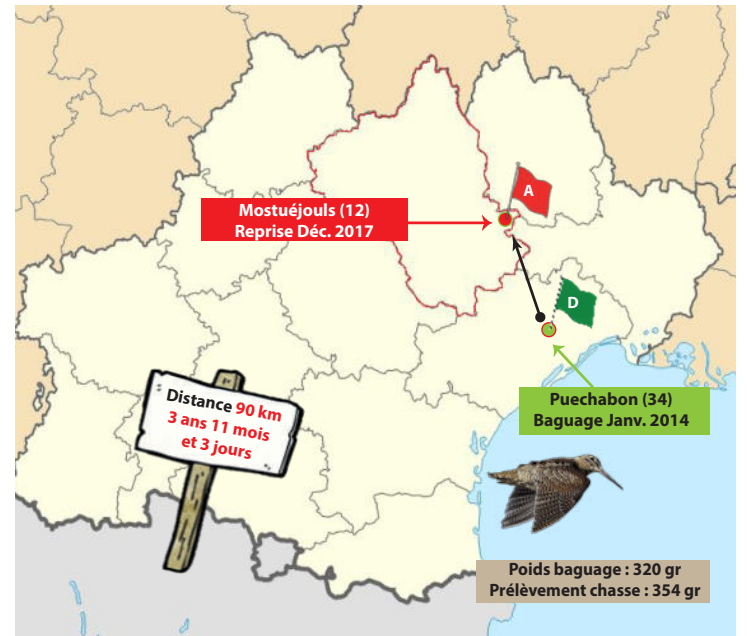 A
Mostuéjouls (12)
Reprise Déc. 2017
D
Distance 90 km
3 ans 11 mois
et 3 jours
Puechabon (34)
Baguage Janv. 2014
Poids baguage : 320 gr
Prélèvement chasse : 354 gr